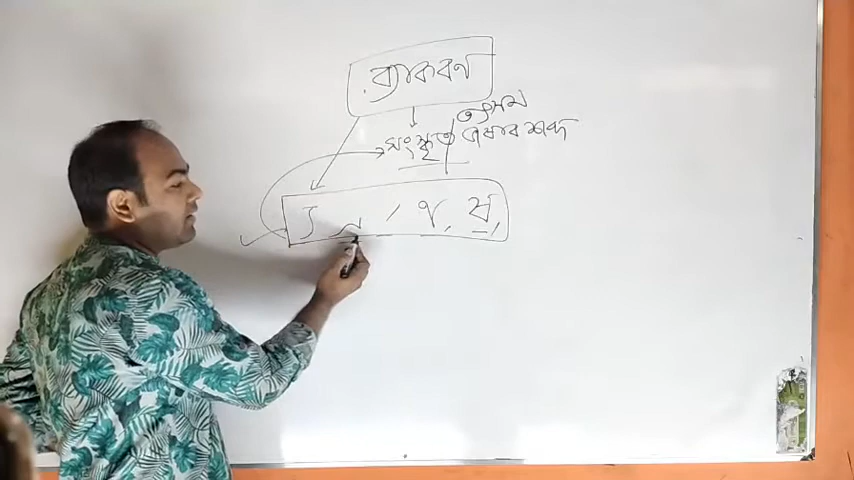 ব্যাকরণ
তৎসম
সংস্কৃত ভাষার শব্দ
্য ্র ৴ ণ, ষ,